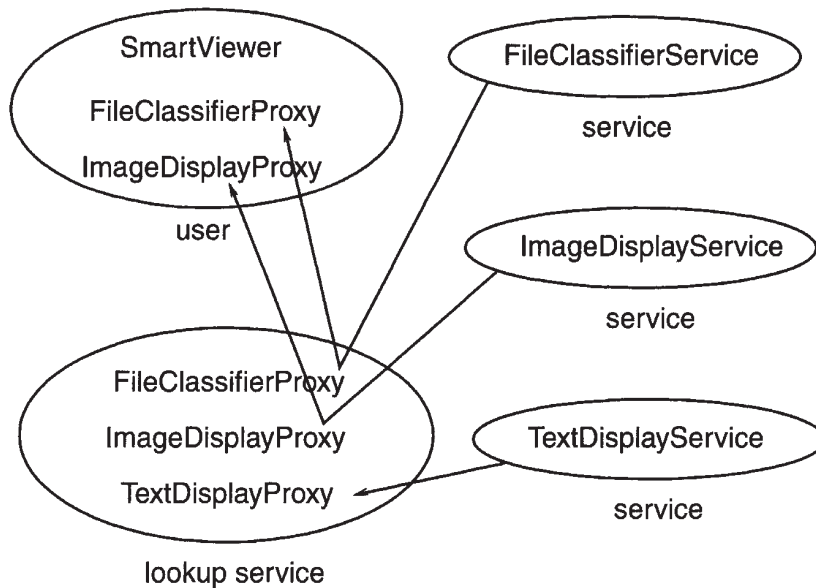 SmartViewer
FileClassifierProxy
ImageDisplayProxy
user
FileClassifierService
service
ImageDisplayService
service
FileClassifierProxy
ImageDisplayProxy
TextDisplayProxy
lookup service
TextDisplayService
service